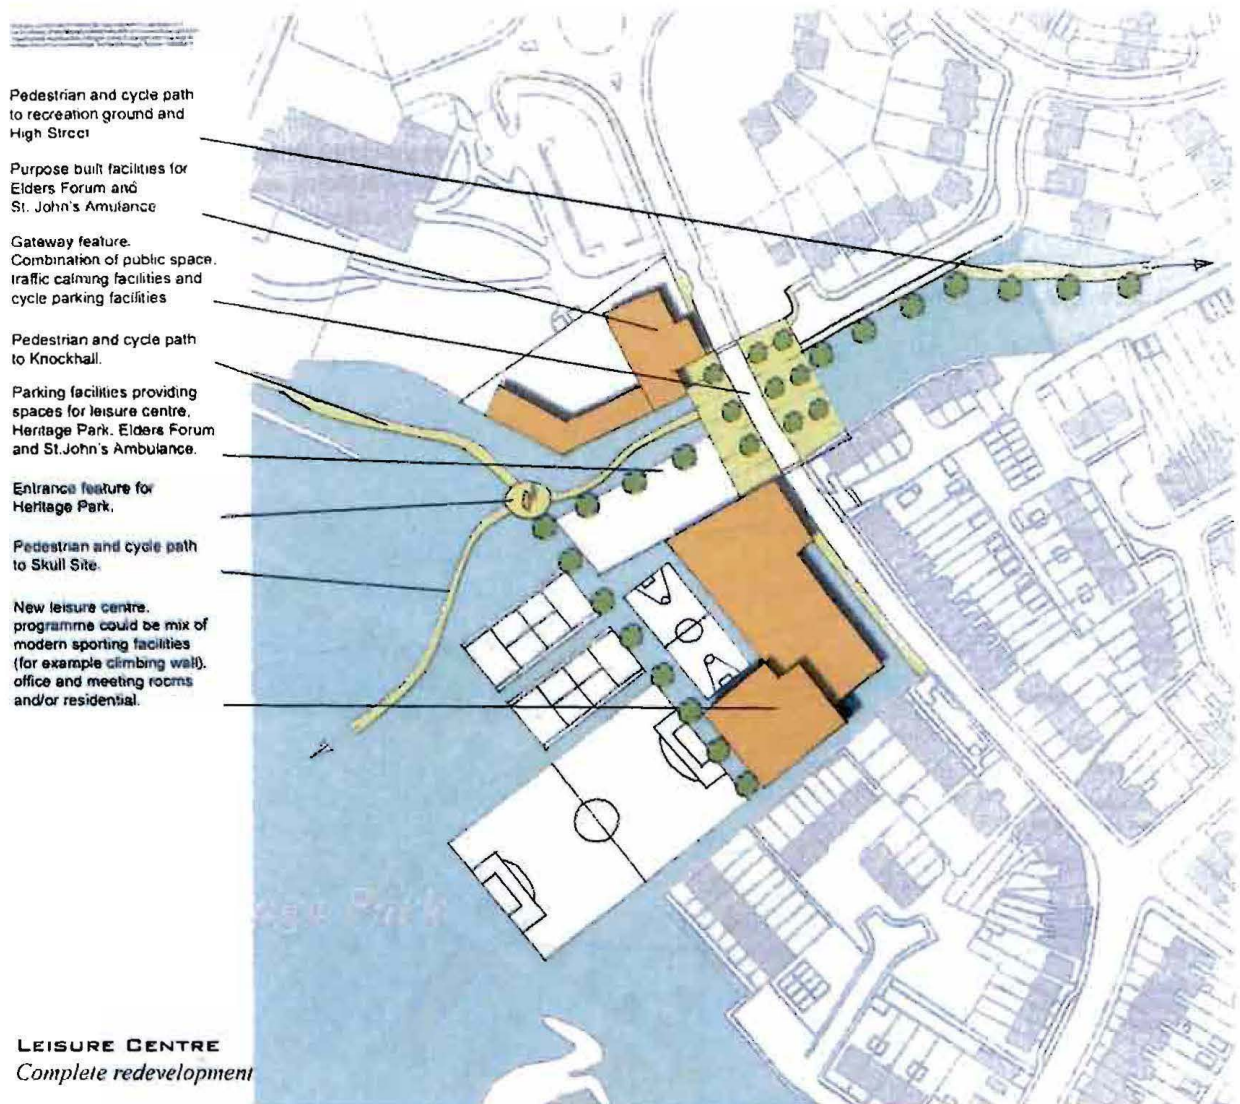 Pedestrian and cycle path
to recreation ground and
High Street
Purpose built facilities for
Elders Forum and
St. John's Amulance
Gateway feature.
Combination of public space.
traffic calming facilities and
cycle parking facilities
Pedestrian and cycle path
to Knockhall.
Parking facilities providing
spaces for leisure centre,
Heritage Park. Elders Forum
and St.John's Ambulance.
Entrance feature for
Heritage Park.
Pedestrian and cycle path
to Skull Site.
New leisure centre.
programme could be mix of
modern sporting facilities
(for example climbing wall).
office and meeting rooms
and/or residential.
Park
LEISURE CENTRE
Complete redevelopment